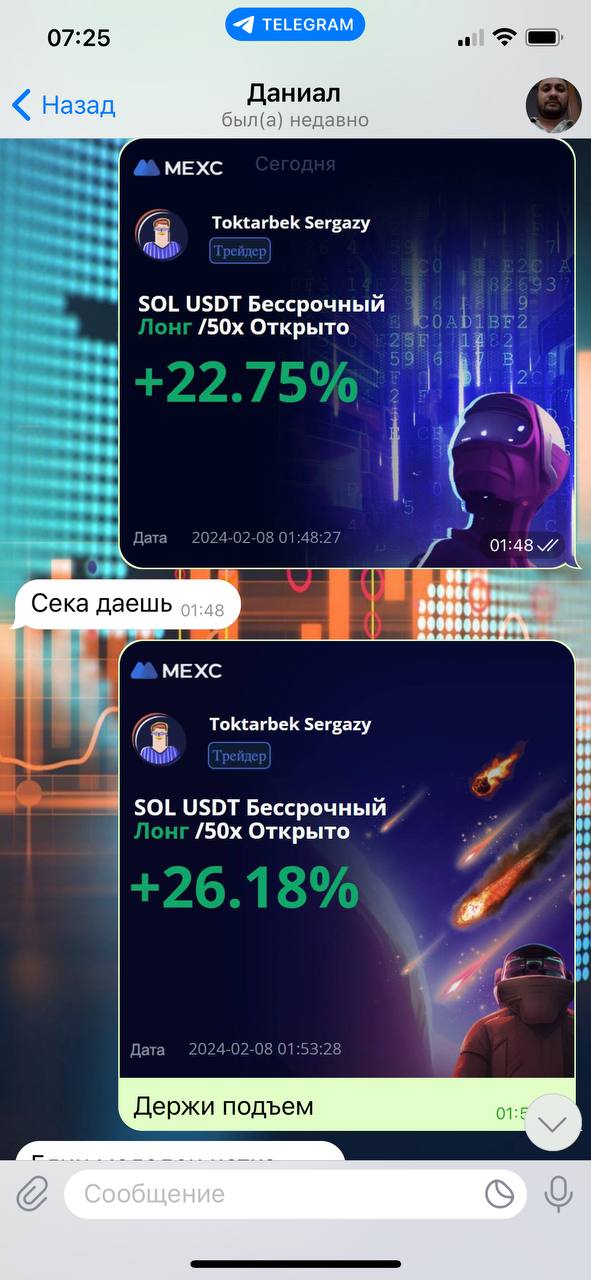 07:25
TELEGRAM
Назад
Даниал
был(а) недавно
MEXC
Сегодня
Toktarbek Sergazy
Трейдер
SOL USDT Бессрочный
Лонг /50x Открыто
+22.75%
Дата 2024-02-08 01:48:27
01:48
Сека даешь 01:48
MEXC
Toktarbek Sergazy
Трейдер
SOL USDT Бессрочный
Лонг /50x Открыто
+26.18%
Дата 2024-02-08 01:53:28
Держи подъем
Сообщение